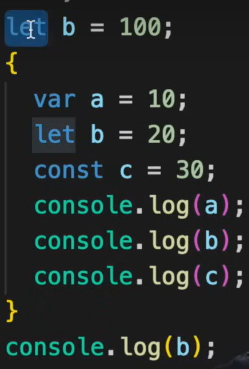 let b = 100;
{
var a = 10;
let b = 20;
const c = 30;
console.log(a);
console.log(b);
console.log(c);
}
console.log(b);